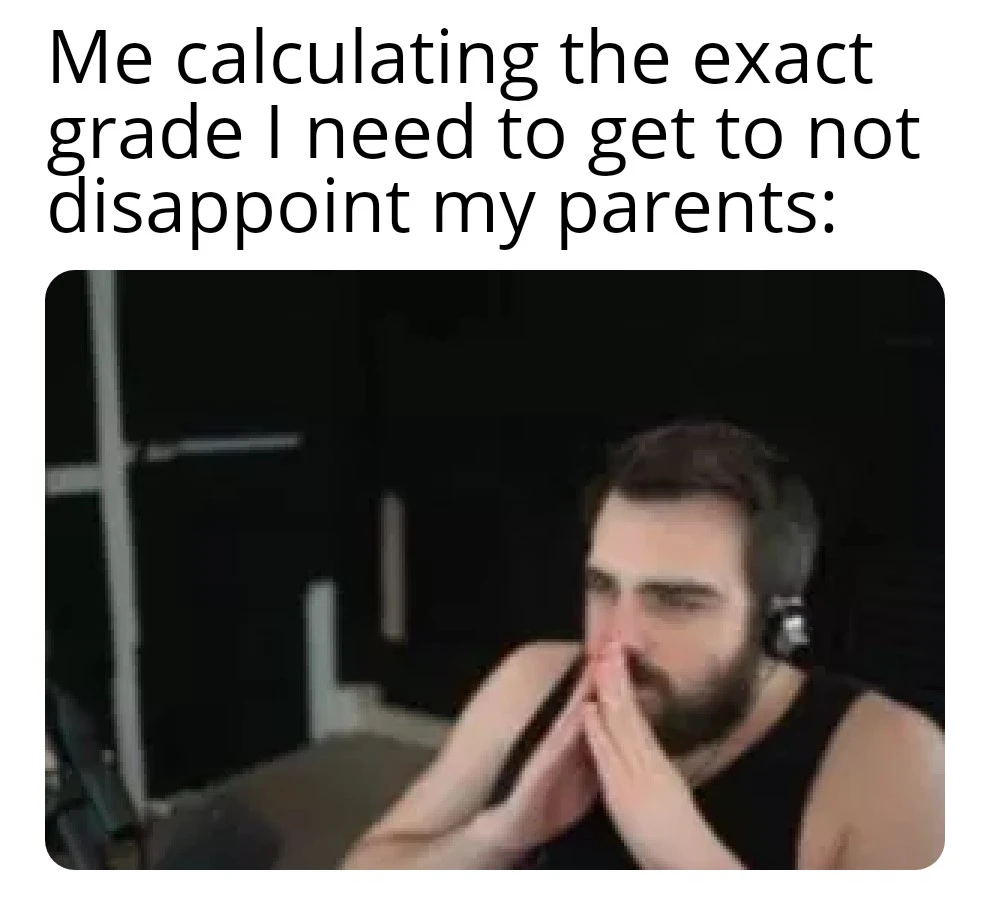 Me calculating the exact
grade I need to get to not
disappoint my parents: